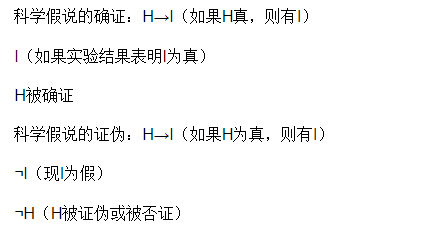 科学假说的确证：H→I（如果H真，则有I）
I（如果实验结果表明I为真）
H被确证
科学假说的证伪：H→I（如果H为真，则有I）
¬I（现I为假）
¬H（H被证伪或被否证）